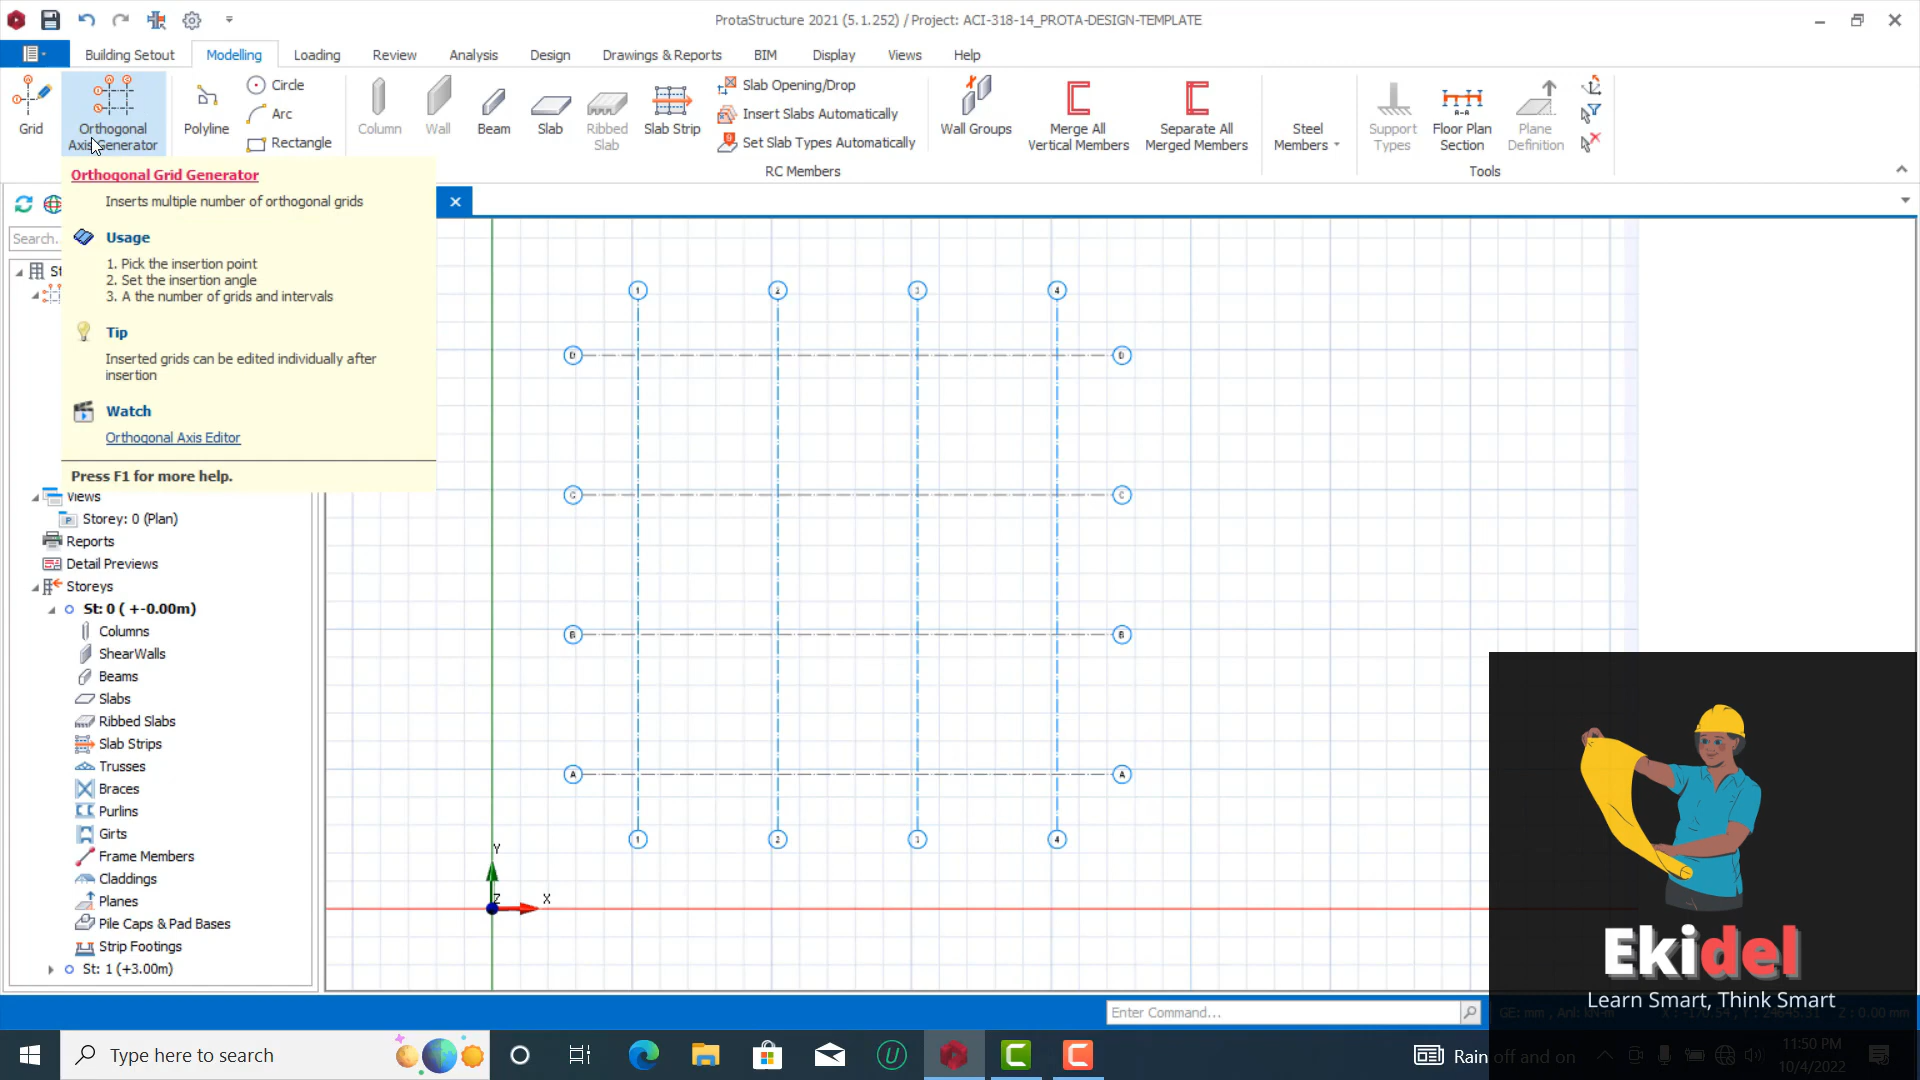 ProtaStructure 2021 (5.1.252) / Project: ACI-318-14_PROTA-DESIGN-TEMPLATE
Building Setout
Modelling
Loading
Review
Analysis
Design
Drawings & Reports
BIM
Display
Views
Help
Grid
Orthogonal
Axis Generator
Polyline
Circle
Arc
Rectangle
Column
Wall
Beam
Slab
Ribbed
Slab
Slab Strip
Slab Opening/Drop
Insert Slabs Automatically
Set Slab Types Automatically
Wall Groups
Merge All
Vertical Members
Separate All
Merged Members
Steel
Members
Support
Types
Floor Plan
Section
Plane
Definition
RC Members
Tools
Orthogonal Grid Generator
Inserts multiple number of orthogonal grids
Usage
1. Pick the insertion point
2. Set the insertion angle
3. A the number of grids and intervals
Tip
Inserted grids can be edited individually after
insertion
Watch
Orthogonal Axis Editor
Press F1 for more help.
Search.
St
Views
Storey: 0 (Plan)
Reports
Detail Previews
Storeys
St: 0 ( +-0.00m)
Columns
ShearWalls
Beams
Slabs
Ribbed Slabs
Slab Strips
Trusses
Braces
Purlins
Girts
Frame Members
Claddings
Planes
Pile Caps & Pad Bases
Strip Footings
St: 1 (+3.00m)
1 2 3 4
D D
C C
B B
A A
1 2 3 4
Y
Z X
Enter Command...
Ekidel
Learn Smart, Think Smart
Type here to search
Rain off and on
11:50 PM
10/4/2022